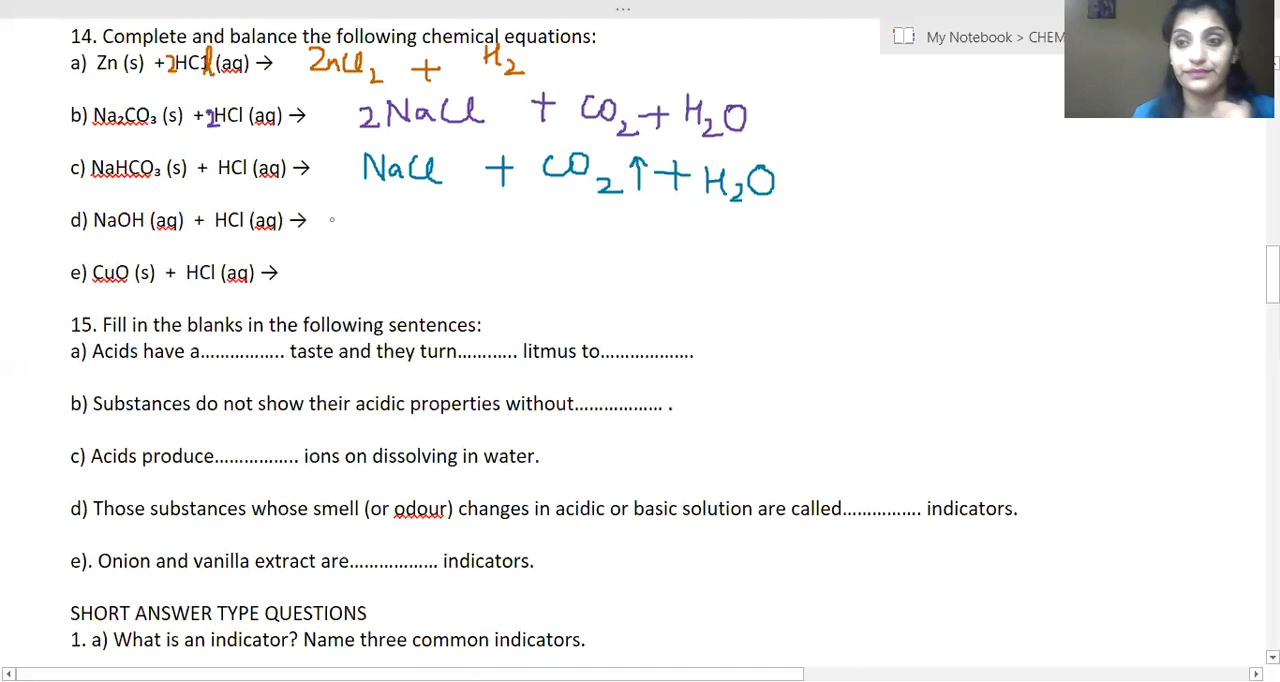 ...
14. Complete and balance the following chemical equations:
My Notebook > CHEM
a) Zn (s) +2HCl (aq) → ZnCl₂ + H₂
b) Na₂CO₃ (s) +2HCl (aq) → 2NaCl + CO₂ + H₂O
c) NaHCO₃ (s) + HCl (aq) → NaCl + CO₂↑ + H₂O
d) NaOH (aq) + HCl (aq) →
e) CuO (s) + HCl (aq) →
15. Fill in the blanks in the following sentences:
a) Acids have a…………….. taste and they turn………... litmus to……………….
b) Substances do not show their acidic properties without……………… .
c) Acids produce…………….. ions on dissolving in water.
d) Those substances whose smell (or odour) changes in acidic or basic solution are called……………. indicators.
e). Onion and vanilla extract are……………… indicators.
SHORT ANSWER TYPE QUESTIONS
1. a) What is an indicator? Name three common indicators.